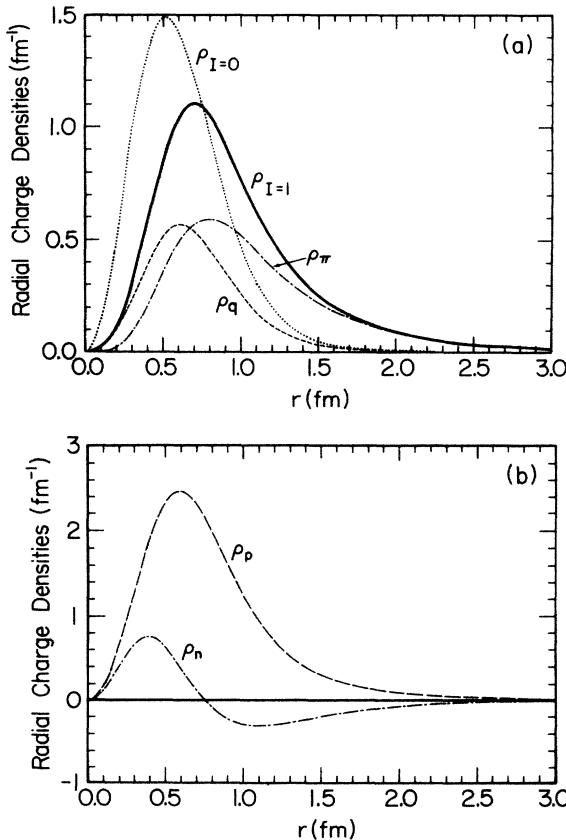 (a)
Radial Charge Densities (fm⁻¹)
1.5
1.0
0.5
0.0
ρI=0
ρI=1
ρπ
ρq
0.0 0.5 1.0 1.5 2.0 2.5 3.0
r (fm)
(b)
Radial Charge Densities (fm⁻¹)
3
2
1
0
-1
ρp
ρn
0.0 0.5 1.0 1.5 2.0 2.5 3.0
r (fm)